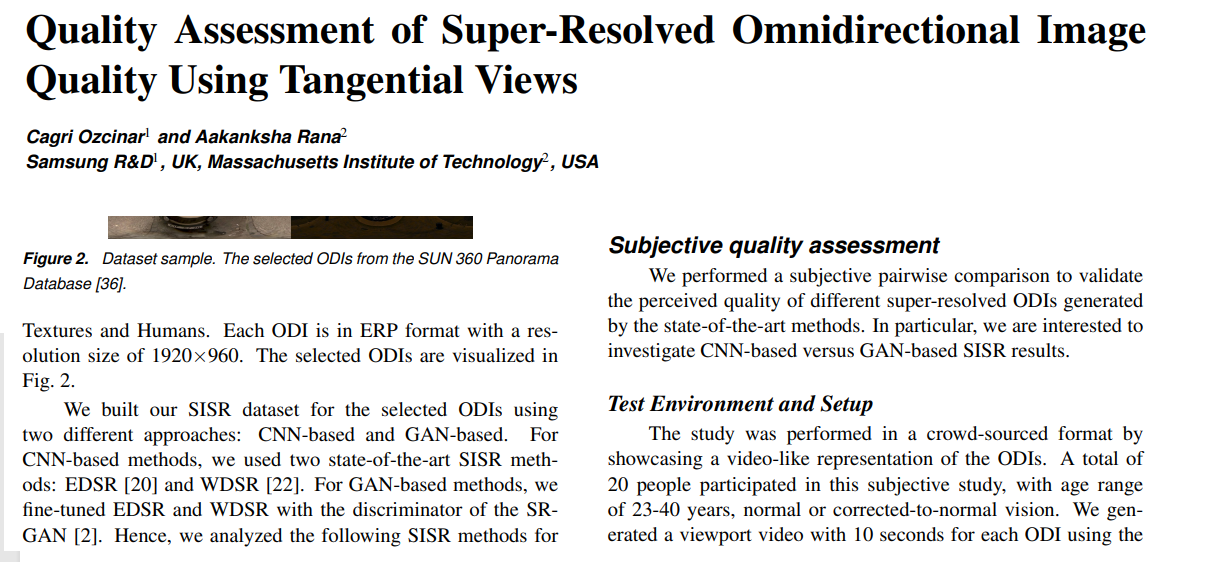 Quality Assessment of Super-Resolved Omnidirectional Image
Quality Using Tangential Views
Cagri Ozcinar1 and Aakanksha Rana2
Samsung R&D1, UK, Massachusetts Institute of Technology2, USA
Figure 2. Dataset sample. The selected ODIs from the SUN 360 Panorama
Database [36].
Textures and Humans. Each ODI is in ERP format with a res-
olution size of 1920×960. The selected ODIs are visualized in
Fig. 2.
We built our SISR dataset for the selected ODIs using
two different approaches: CNN-based and GAN-based. For
CNN-based methods, we used two state-of-the-art SISR meth-
ods: EDSR [20] and WDSR [22]. For GAN-based methods, we
fine-tuned EDSR and WDSR with the discriminator of the SR-
GAN [2]. Hence, we analyzed the following SISR methods for
Subjective quality assessment
We performed a subjective pairwise comparison to validate
the perceived quality of different super-resolved ODIs generated
by the state-of-the-art methods. In particular, we are interested to
investigate CNN-based versus GAN-based SISR results.
Test Environment and Setup
The study was performed in a crowd-sourced format by
showcasing a video-like representation of the ODIs. A total of
20 people participated in this subjective study, with age range
of 23-40 years, normal or corrected-to-normal vision. We gen-
erated a viewport video with 10 seconds for each ODI using the